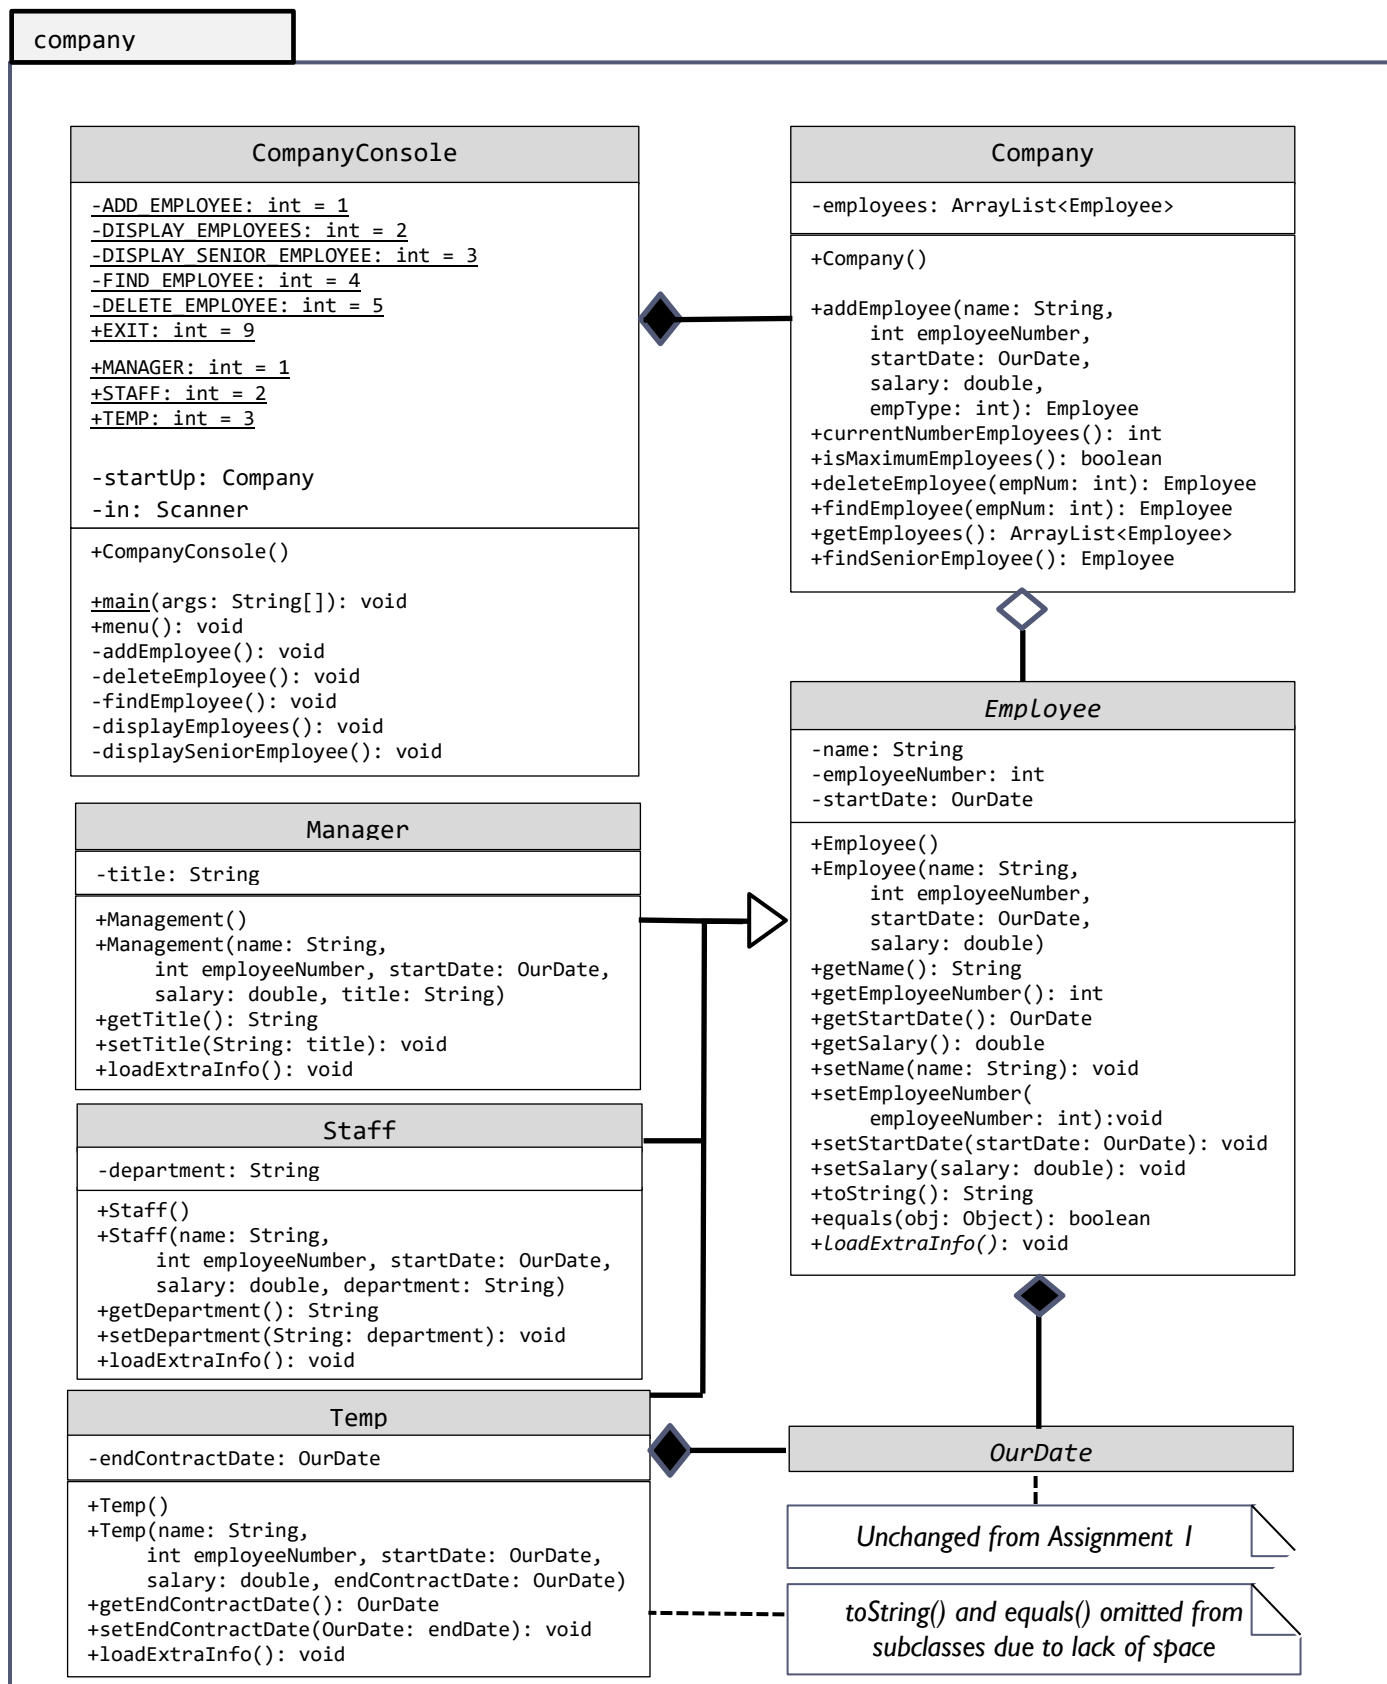 company
CompanyConsole
-ADD_EMPLOYEE: int = 1
-DISPLAY_EMPLOYEES: int = 2
-DISPLAY_SENIOR_EMPLOYEE: int = 3
-FIND_EMPLOYEE: int = 4
-DELETE_EMPLOYEE: int = 5
+EXIT: int = 9
+MANAGER: int = 1
+STAFF: int = 2
+TEMP: int = 3
-startUp: Company
-in: Scanner
+CompanyConsole()
+main(args: String[]): void
+menu(): void
-addEmployee(): void
-deleteEmployee(): void
-findEmployee(): void
-displayEmployees(): void
-displaySeniorEmployee(): void
Company
-employees: ArrayList<Employee>
+Company()
+addEmployee(name: String,
int employeeNumber,
startDate: OurDate,
salary: double,
empType: int): Employee
+currentNumberEmployees(): int
+isMaximumEmployees(): boolean
+deleteEmployee(empNum: int): Employee
+findEmployee(empNum: int): Employee
+getEmployees(): ArrayList<Employee>
+findSeniorEmployee(): Employee
Employee
-name: String
-employeeNumber: int
-startDate: OurDate
+Employee()
+Employee(name: String,
int employeeNumber,
startDate: OurDate,
salary: double)
+getName(): String
+getEmployeeNumber(): int
+getStartDate(): OurDate
+getSalary(): double
+setName(name: String): void
+setEmployeeNumber(
employeeNumber: int):void
+setStartDate(startDate: OurDate): void
+setSalary(salary: double): void
+toString(): String
+equals(obj: Object): boolean
+loadExtraInfo(): void
Manager
-title: String
+Management()
+Management(name: String,
int employeeNumber, startDate: OurDate,
salary: double, title: String)
+getTitle(): String
+setTitle(String: title): void
+loadExtraInfo(): void
Staff
-department: String
+Staff()
+Staff(name: String,
int employeeNumber, startDate: OurDate,
salary: double, department: String)
+getDepartment(): String
+setDepartment(String: department): void
+loadExtraInfo(): void
Temp
-endContractDate: OurDate
+Temp()
+Temp(name: String,
int employeeNumber, startDate: OurDate,
salary: double, endContractDate: OurDate)
+getEndContractDate(): OurDate
+setEndContractDate(OurDate: endDate): void
+loadExtraInfo(): void
OurDate
Unchanged from Assignment 1
toString() and equals() omitted from
subclasses due to lack of space